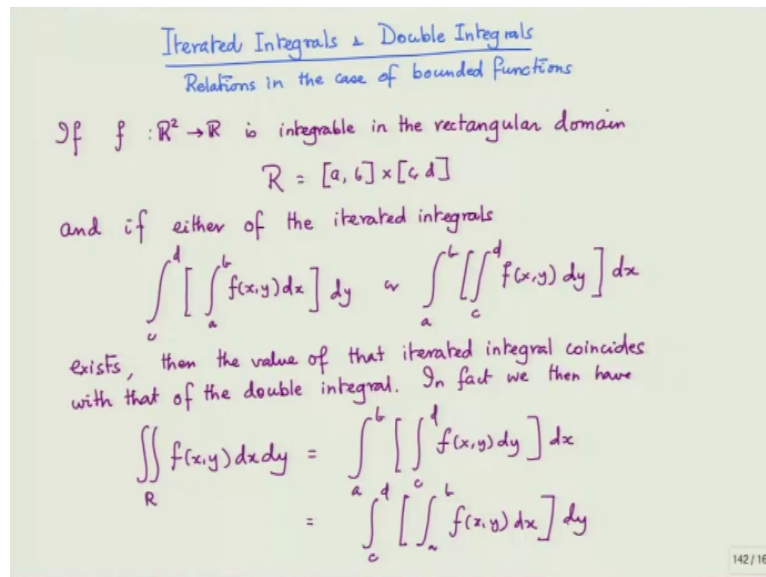 Iterated Integrals & Double Integrals
Relations in the case of bounded functions
If f : R² → R is integrable in the rectangular domain
R = [a, b] × [c, d]
and if either of the iterated integrals
∫_c^d [ ∫_a^b f(x,y) dx ] dy or ∫_a^b [ ∫_c^d f(x,y) dy ] dx
exists, then the value of that iterated integral coincides
with that of the double integral. In fact we then have
∬_R f(x,y) dx dy = ∫_a^b [ ∫_c^d f(x,y) dy ] dx
= ∫_c^d [ ∫_a^b f(x,y) dx ] dy
142 / 16